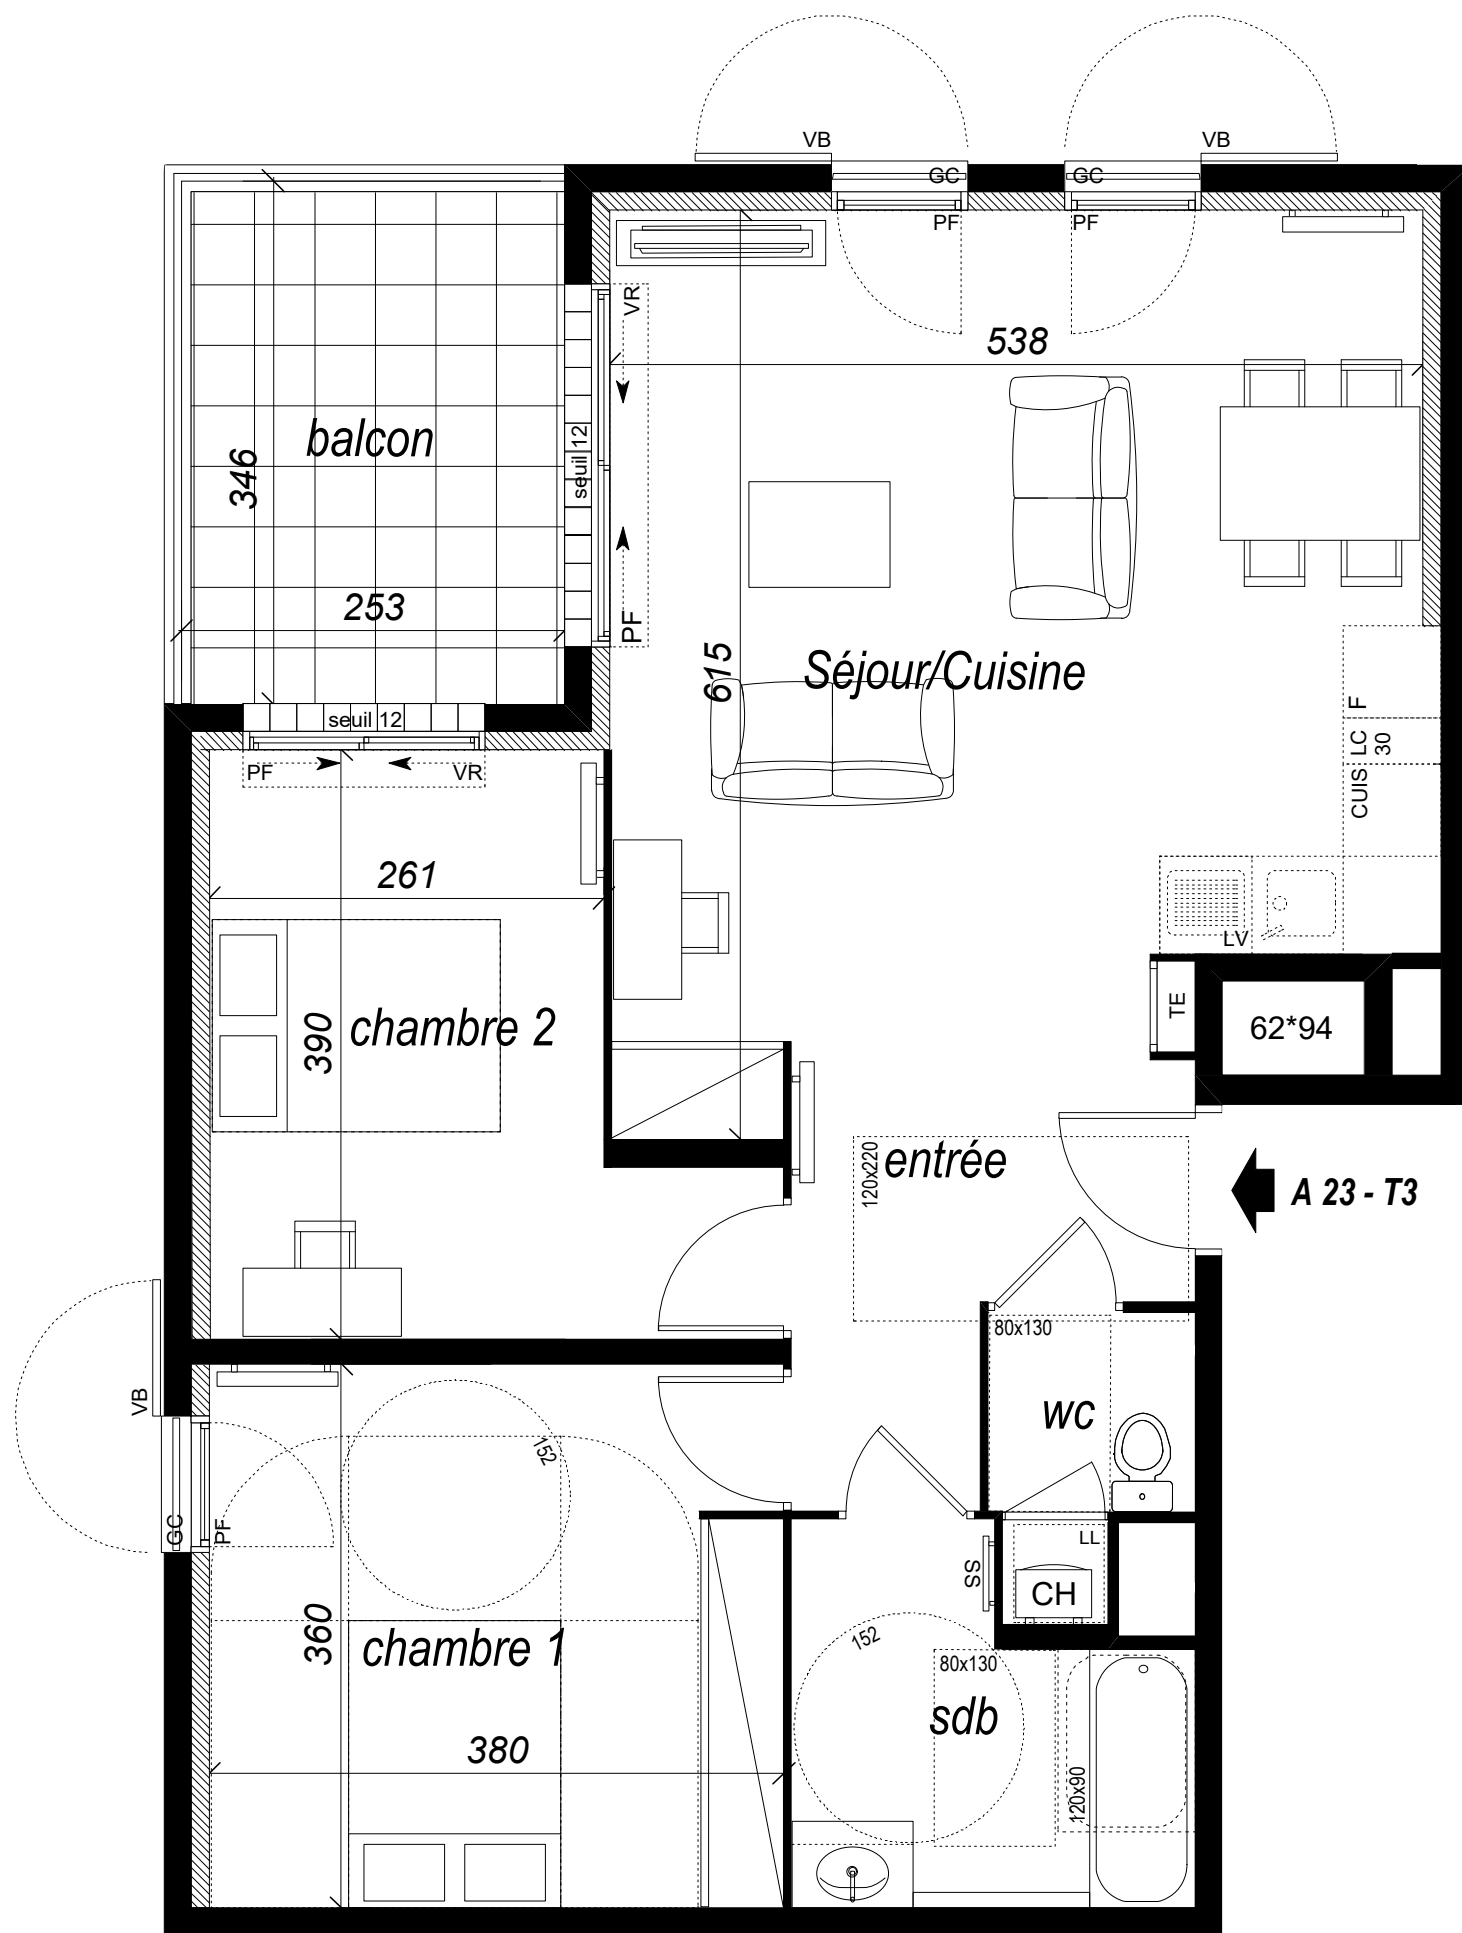 VB
VB
GC
GC
PF
PF
VR
538
balcon
346
seuil 12
253
PF
615
Séjour/Cuisine
F
LC
30
CUIS
seuil 12
PF
VR
261
LV
TE
62*94
chambre 2
390
entrée
120x220
A 23 - T3
80x130
VB
wc
152
GC
PF
LL
SS
CH
360
chambre 1
152
80x130
sdb
380
120x90